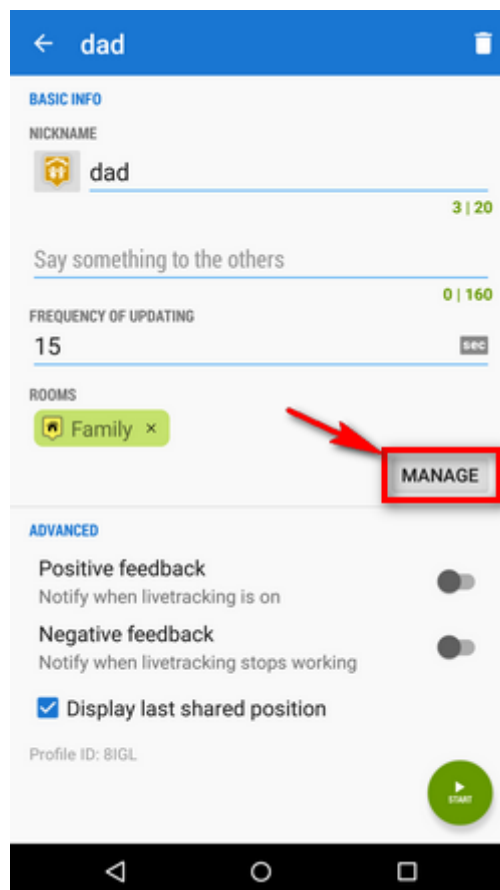 dad
BASIC INFO
NICKNAME
dad
3 | 20
Say something to the others
0 | 160
FREQUENCY OF UPDATING
15 sec
ROOMS
Family ×
MANAGE
ADVANCED
Positive feedback
Notify when livetracking is on
Negative feedback
Notify when livetracking stops working
Display last shared position
Profile ID: 8IGL
START